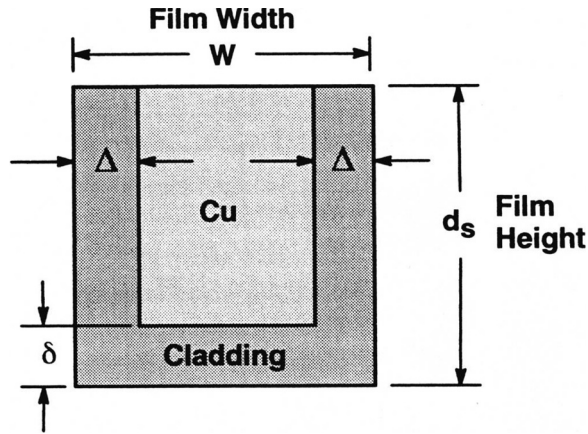 Film Width
W
Δ
Δ
Cu
d_s
Film
Height
δ
Cladding